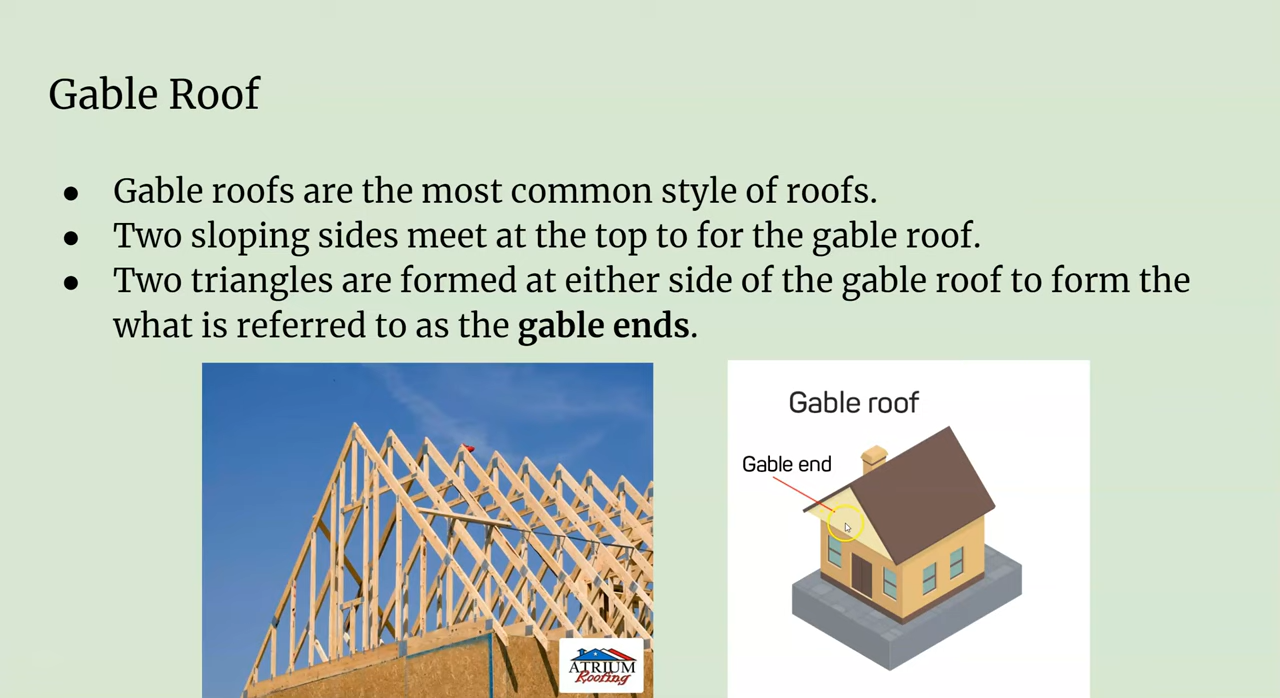 Gable Roof
● Gable roofs are the most common style of roofs.
● Two sloping sides meet at the top to for the gable roof.
● Two triangles are formed at either side of the gable roof to form the
what is referred to as the gable ends.
Gable roof
Gable end
ATRIUM
Roofing